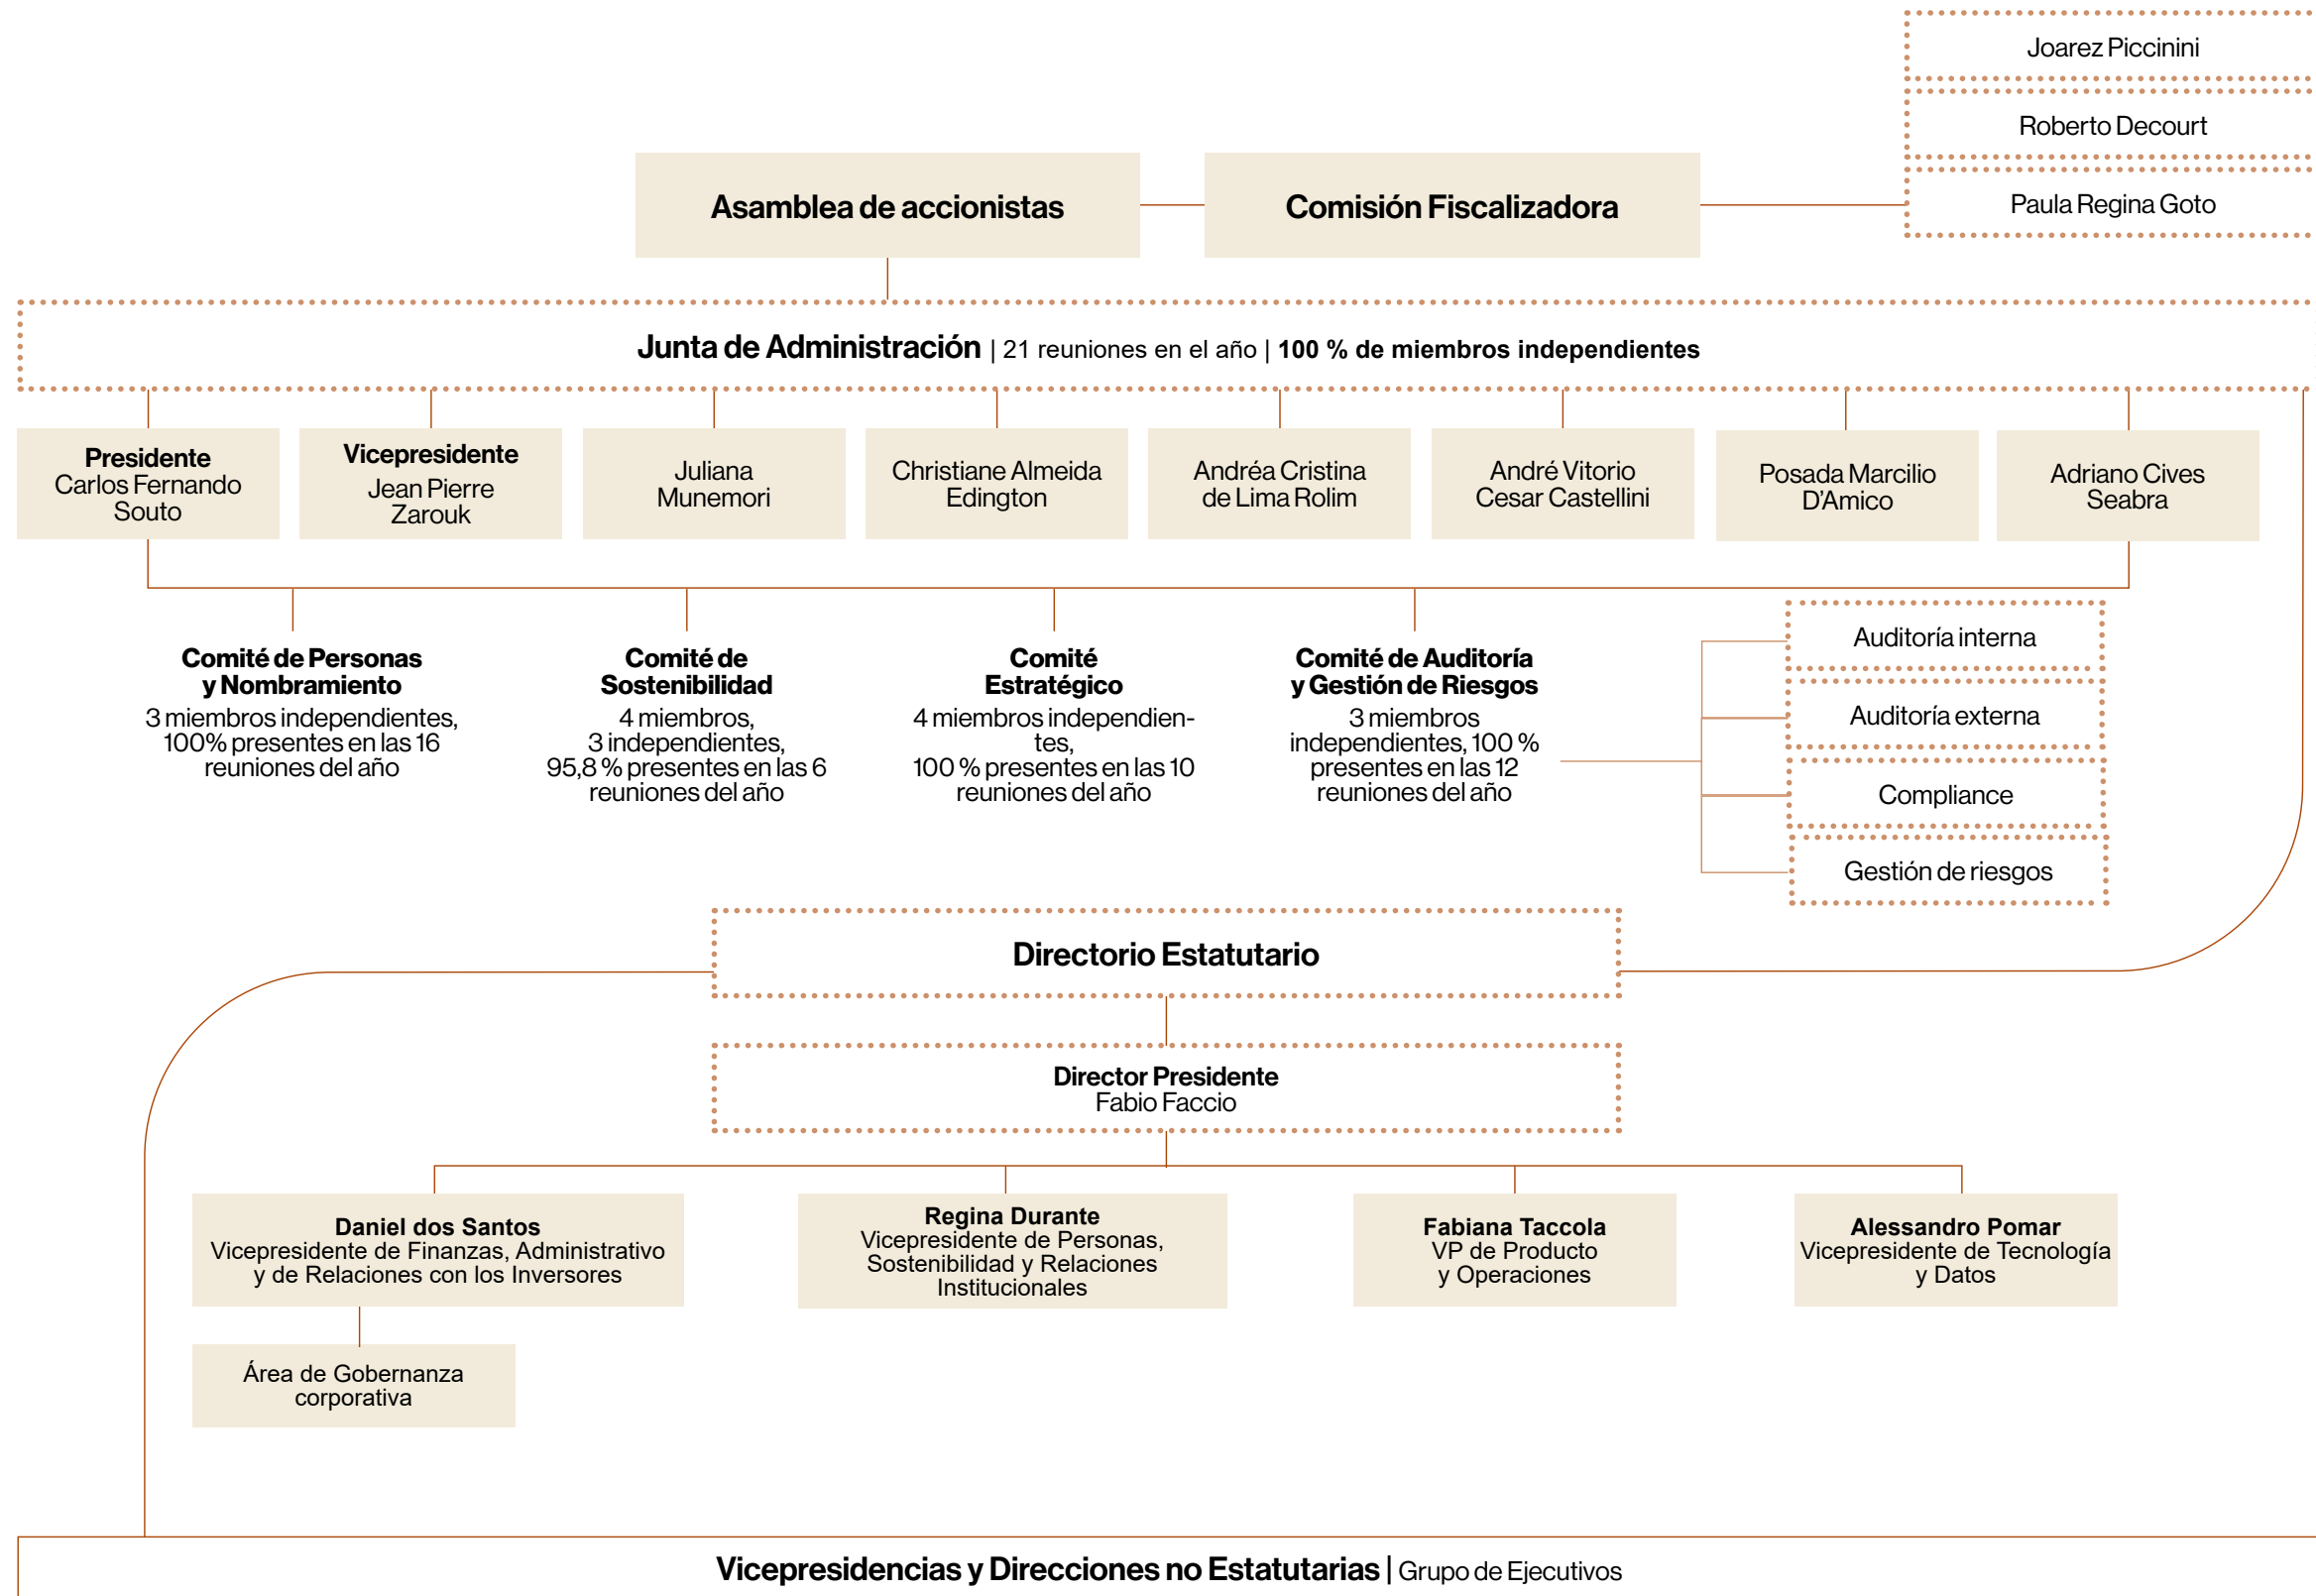 Joarez Piccinini
Roberto Decourt
Paula Regina Goto
Asamblea de accionistas
Comisión Fiscalizadora
Junta de Administración | 21 reuniones en el año | 100 % de miembros independientes
Presidente
Carlos Fernando
Souto
Vicepresidente
Jean Pierre
Zarouk
Juliana
Munemori
Christiane Almeida
Edington
Andréa Cristina
de Lima Rolim
André Vitorio
Cesar Castellini
Posada Marcilio
D'Amico
Adriano Cives
Seabra
Comité de Personas
y Nombramiento
3 miembros independientes,
100% presentes en las 16
reuniones del año
Comité de
Sostenibilidad
4 miembros,
3 independientes,
95,8 % presentes en las 6
reuniones del año
Comité
Estratégico
4 miembros independien-
tes,
100 % presentes en las 10
reuniones del año
Comité de Auditoría
y Gestión de Riesgos
3 miembros
independientes, 100 %
presentes en las 12
reuniones del año
Auditoría interna
Auditoría externa
Compliance
Gestión de riesgos
Directorio Estatutario
Director Presidente
Fabio Faccio
Daniel dos Santos
Vicepresidente de Finanzas, Administrativo
y de Relaciones con los Inversores
Regina Durante
Vicepresidente de Personas,
Sostenibilidad y Relaciones
Institucionales
Fabiana Taccola
VP de Producto
y Operaciones
Alessandro Pomar
Vicepresidente de Tecnología
y Datos
Área de Gobernanza
corporativa
Vicepresidencias y Direcciones no Estatutarias | Grupo de Ejecutivos